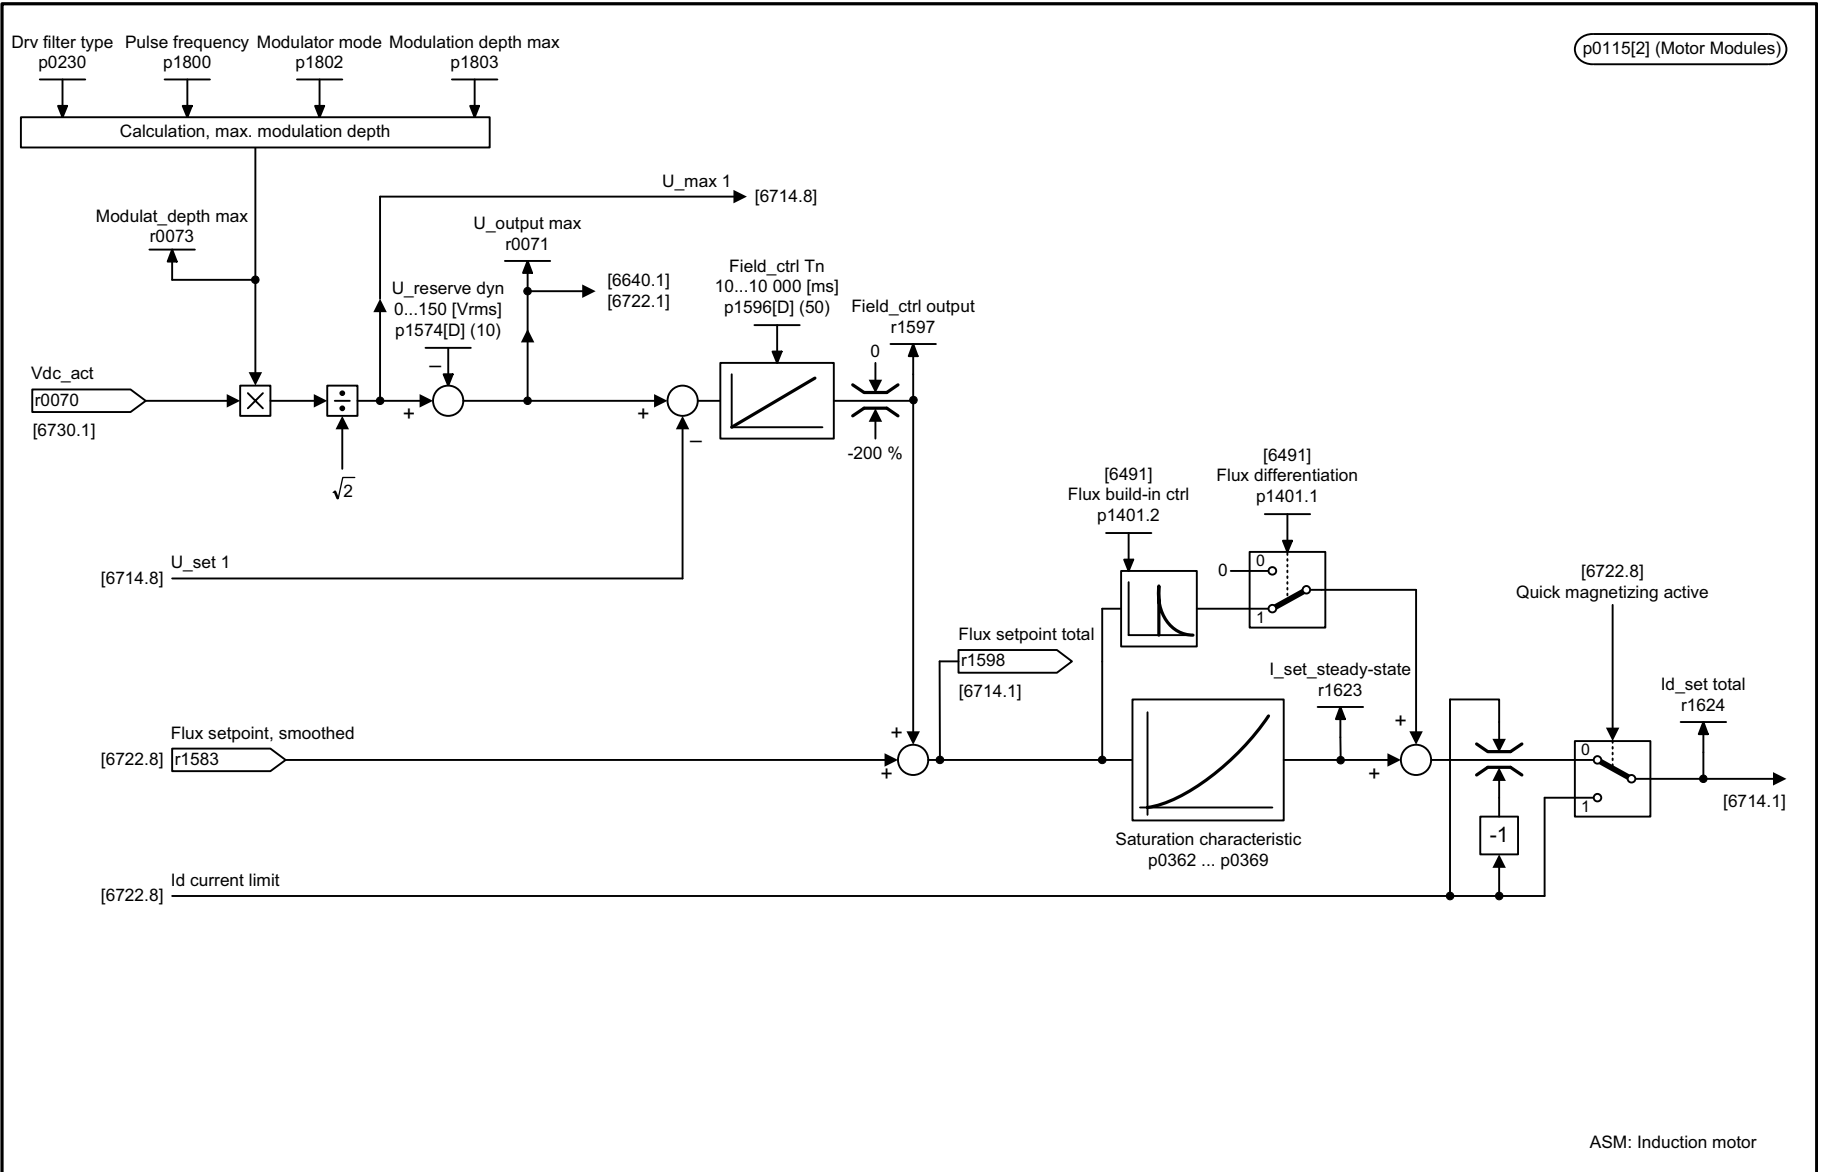 Drv filter type
p0230
Pulse frequency
p1800
Modulator mode
p1802
Modulation depth max
p1803
p0115[2] (Motor Modules)
Calculation, max. modulation depth
U_max 1
[6714.8]
Modulat_depth max
r0073
U_output max
r0071
U_reserve dyn
0...150 [Vrms]
p1574[D] (10)
[6640.1]
[6722.1]
Field_ctrl Tn
10...10 000 [ms]
p1596[D] (50)
Field_ctrl output
r1597
0
-200 %
Vdc_act
r0070
[6730.1]
×
÷
√2
+
–
+
–
[6714.8]
U_set 1
[6491]
Flux build-in ctrl
p1401.2
[6491]
Flux differentiation
p1401.1
0
0
1
[6722.8]
Quick magnetizing active
Flux setpoint total
r1598
[6714.1]
I_set_steady-state
r1623
Id_set total
r1624
Flux setpoint, smoothed
[6722.8]
r1583
+
+
+
+
0
1
[6714.1]
-1
Saturation characteristic
p0362 ... p0369
Id current limit
[6722.8]
ASM: Induction motor